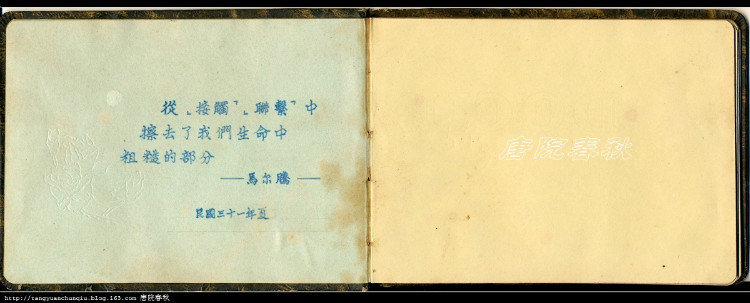 從「接觸」「聯繫」中
擦去了我們生命中
粗糙的部分
——馬尔騰——
民國三十一年夏
唐院春秋
http://tangyuanchunqiu.blog.163.com 唐院春秋